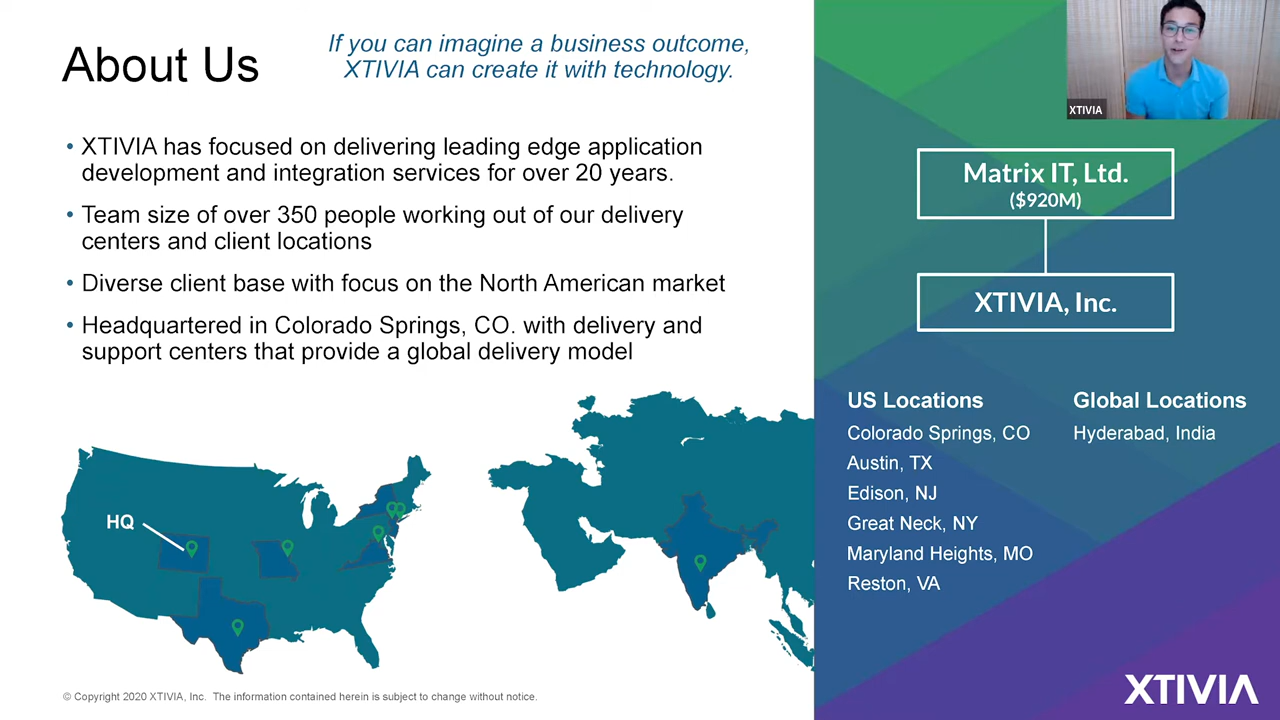 About Us
If you can imagine a business outcome,
XTIVIA can create it with technology.
• XTIVIA has focused on delivering leading edge application
development and integration services for over 20 years.
• Team size of over 350 people working out of our delivery
centers and client locations
• Diverse client base with focus on the North American market
• Headquartered in Colorado Springs, CO. with delivery and
support centers that provide a global delivery model
HQ
© Copyright 2020 XTIVIA, Inc. The information contained herein is subject to change without notice.
XTIVIA
Matrix IT, Ltd.
($920M)
XTIVIA, Inc.
US Locations
Colorado Springs, CO
Austin, TX
Edison, NJ
Great Neck, NY
Maryland Heights, MO
Reston, VA
Global Locations
Hyderabad, India
XTIVIA